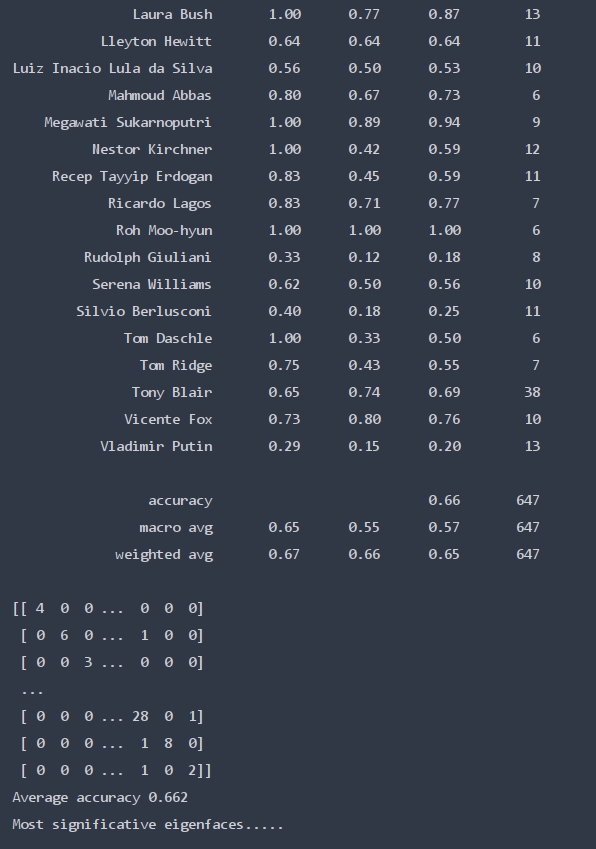 Laura Bush 1.00 0.77 0.87 13
Lleyton Hewitt 0.64 0.64 0.64 11
Luiz Inacio Lula da Silva 0.56 0.50 0.53 10
Mahmoud Abbas 0.80 0.67 0.73 6
Megawati Sukarnoputri 1.00 0.89 0.94 9
Nestor Kirchner 1.00 0.42 0.59 12
Recep Tayyip Erdogan 0.83 0.45 0.59 11
Ricardo Lagos 0.83 0.71 0.77 7
Roh Moo-hyun 1.00 1.00 1.00 6
Rudolph Giuliani 0.33 0.12 0.18 8
Serena Williams 0.62 0.50 0.56 10
Silvio Berlusconi 0.40 0.18 0.25 11
Tom Daschle 1.00 0.33 0.50 6
Tom Ridge 0.75 0.43 0.55 7
Tony Blair 0.65 0.74 0.69 38
Vicente Fox 0.73 0.80 0.76 10
Vladimir Putin 0.29 0.15 0.20 13
accuracy 0.66 647
macro avg 0.65 0.55 0.57 647
weighted avg 0.67 0.66 0.65 647
[[ 4 0 0 ... 0 0 0]
[ 0 6 0 ... 1 0 0]
[ 0 0 3 ... 0 0 0]
...
[ 0 0 0 ... 28 0 1]
[ 0 0 0 ... 1 8 0]
[ 0 0 0 ... 1 0 2]]
Average accuracy 0.662
Most significative eigenfaces.....